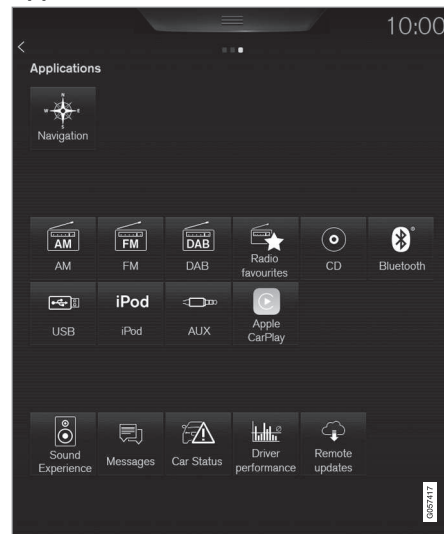 10:00
Applications
N
W E
S
Navigation
AM FM DAB
AM FM DAB Radio favourites CD Bluetooth
iPod
USB iPod AUX Apple CarPlay
Sound Experience Messages Car Status Driver performance Remote updates
G057417